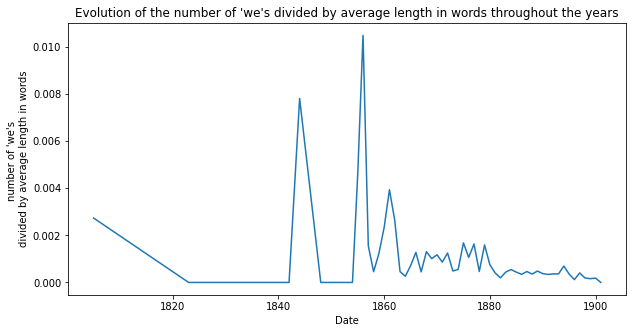 Evolution of the number of 'we's divided by average length in words throughout the years
number of 'we's
divided by average length in words
0.010
0.008
0.006
0.004
0.002
0.000
1820
1840
1860
1880
1900
Date